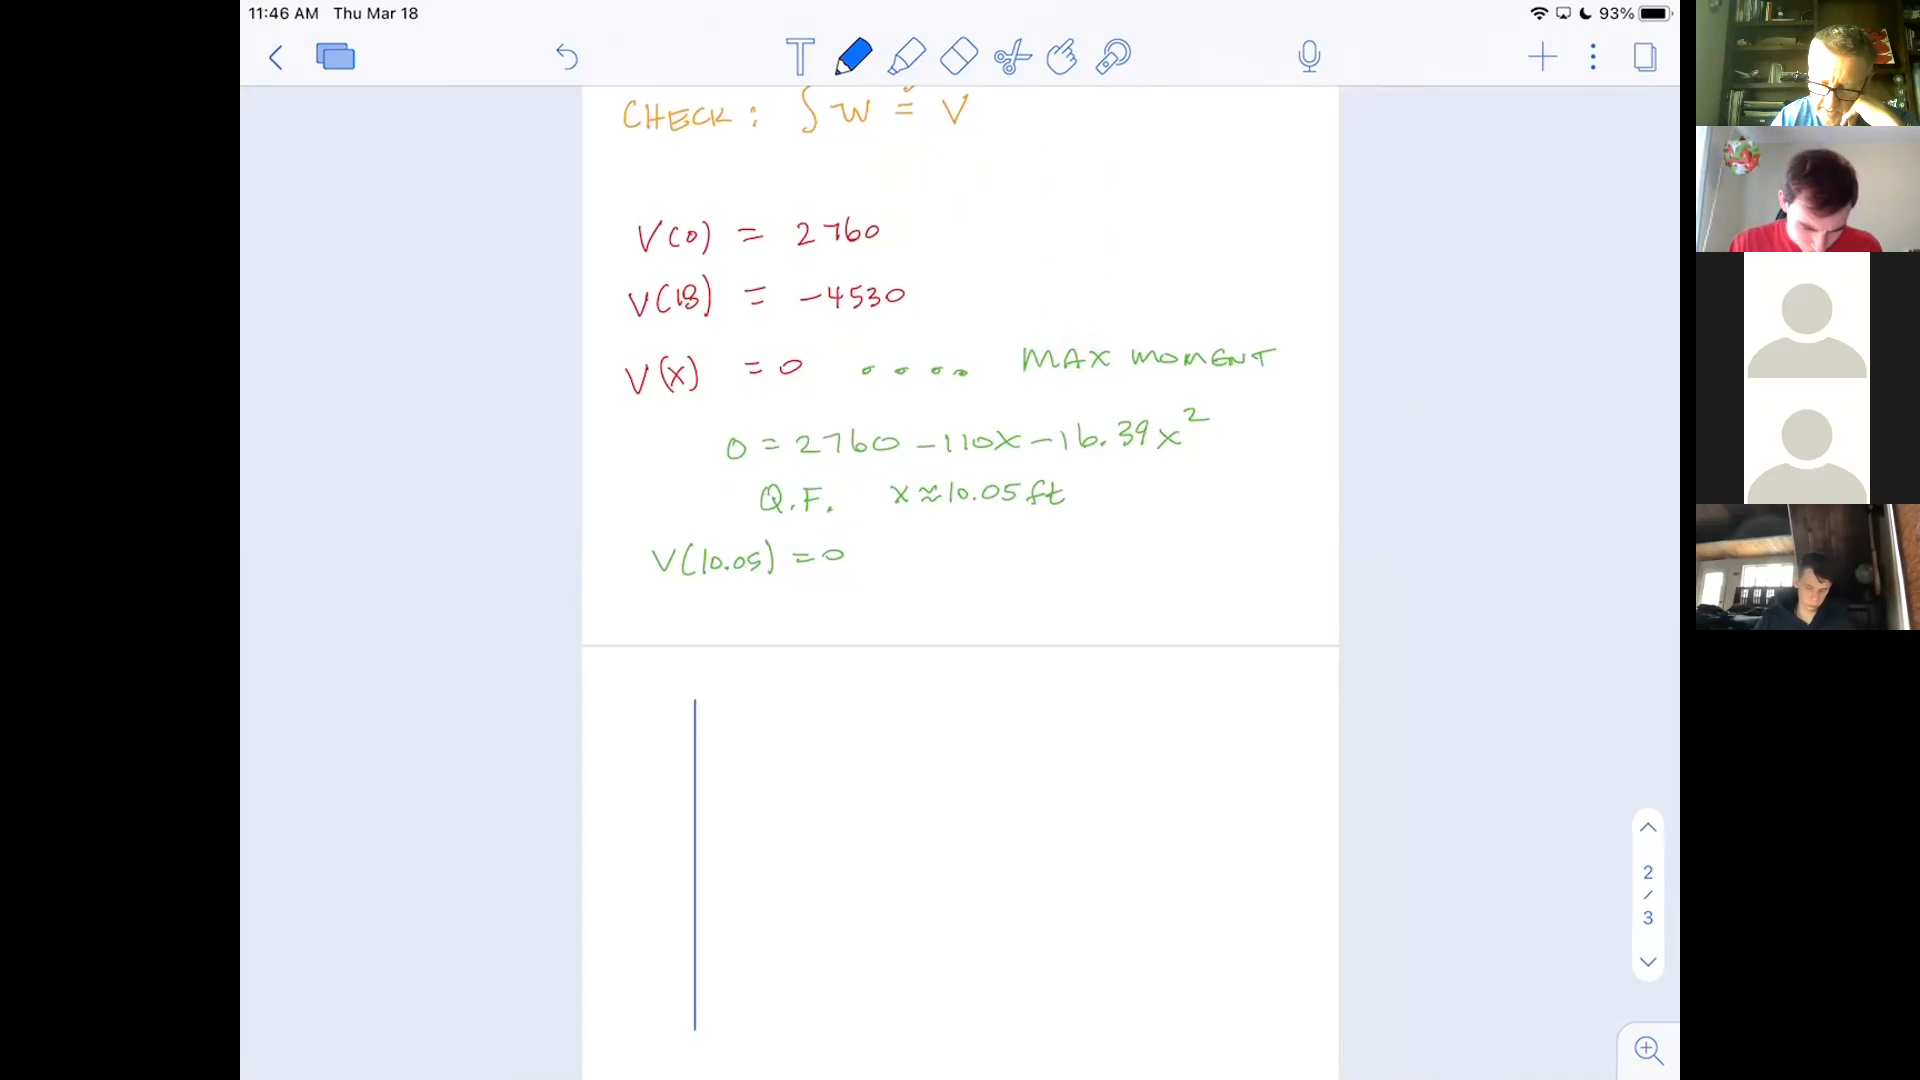 11:46 AM Thu Mar 18
93%
T
CHECK : ∫ w ≟ V
V(0) = 2760
V(18) = -4530
V(x) = 0 .... MAX MOMENT
0 = 2760 - 110x - 16.39x²
Q.F. x ≈ 10.05 ft
V(10.05) = 0
2
/
3